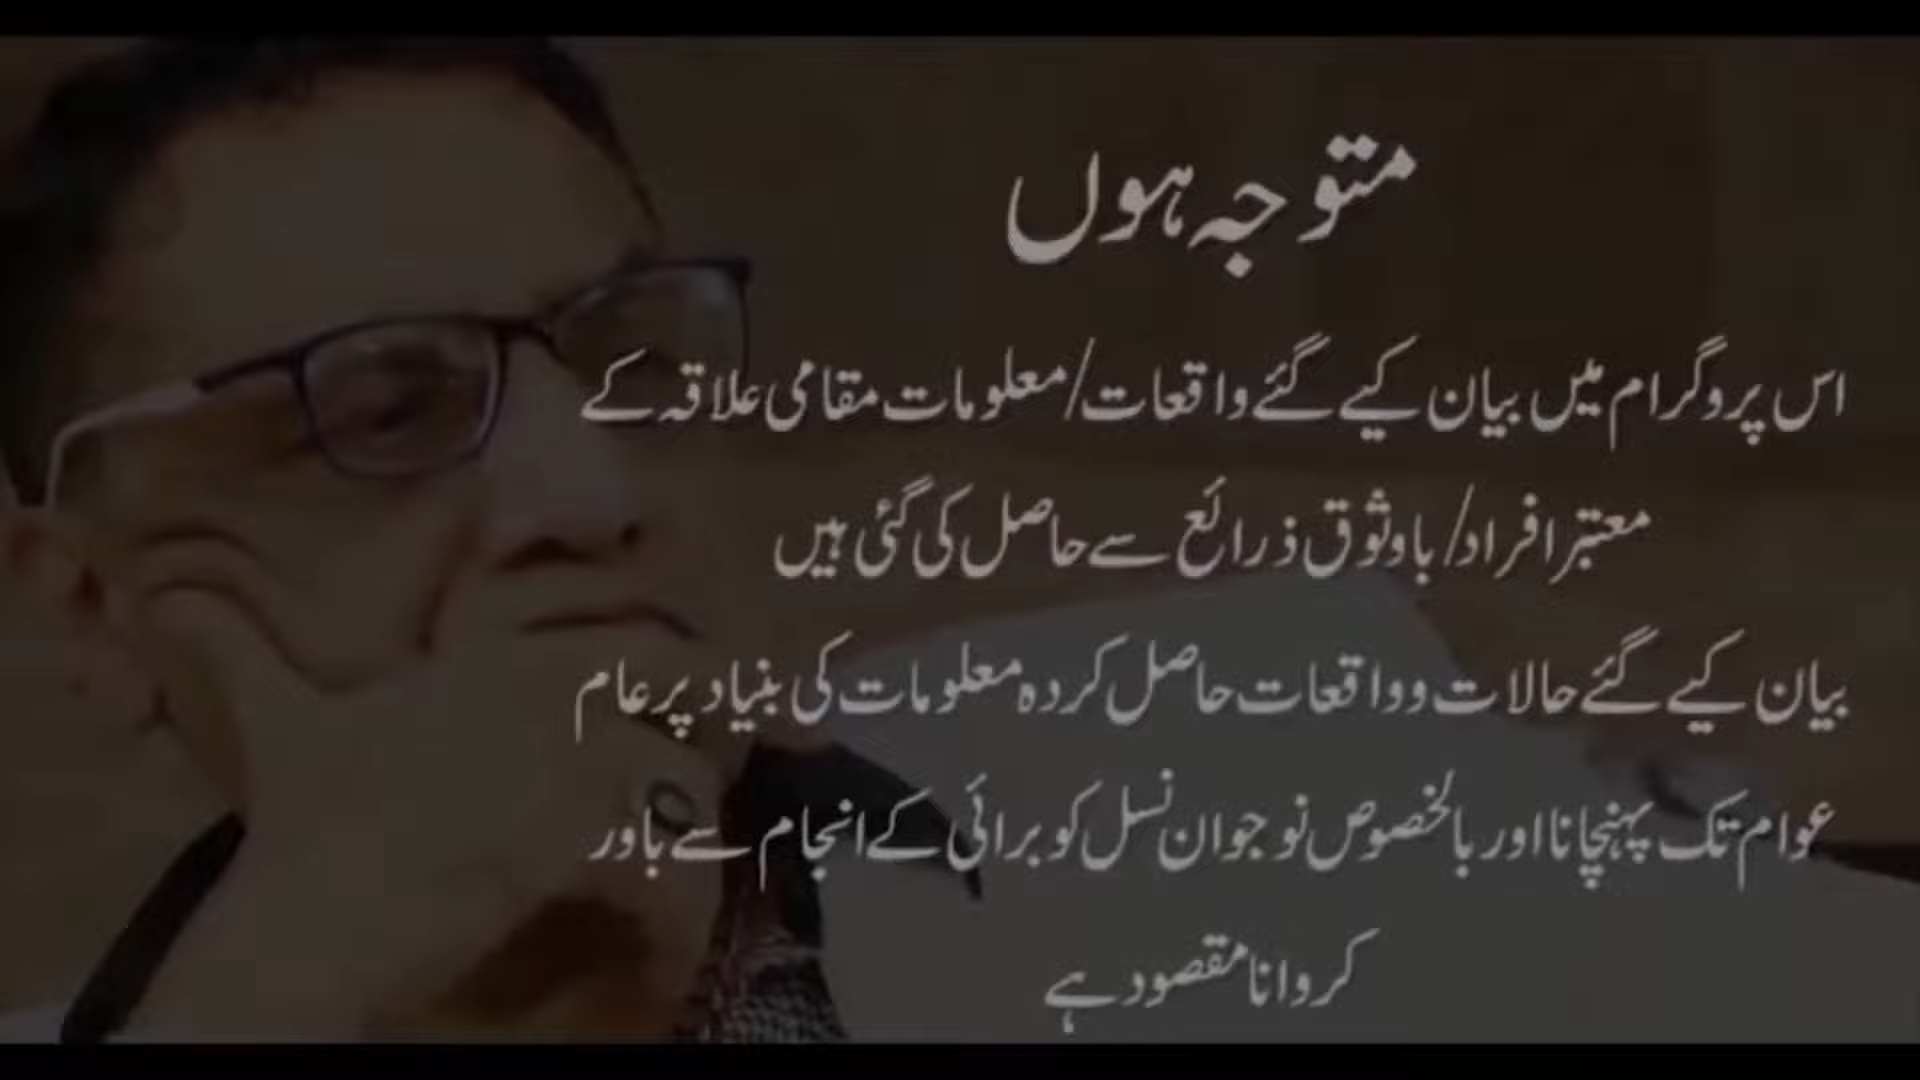 متوجہ ہوں
اس پروگرام میں بیان کیے گئے واقعات/معلومات مقامی علاقہ کے
معتبر افراد/ باوثوق ذرائع سے حاصل کی گئی ہیں
بیان کیے گئے حالات و واقعات حاصل کردہ معلومات کی بنیاد پر عام
عوام تک پہنچانا اور بالخصوص نوجوان نسل کو برائی کے انجام سے باور
کروانا مقصود ہے